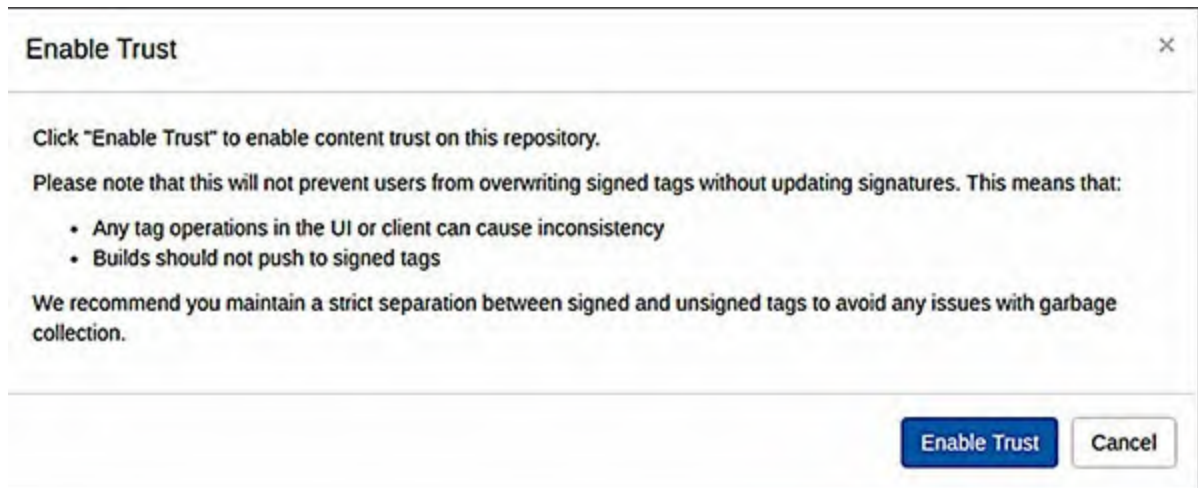 Enable Trust ×
Click "Enable Trust" to enable content trust on this repository.
Please note that this will not prevent users from overwriting signed tags without updating signatures. This means that:
• Any tag operations in the UI or client can cause inconsistency
• Builds should not push to signed tags
We recommend you maintain a strict separation between signed and unsigned tags to avoid any issues with garbage
collection.
Enable Trust Cancel